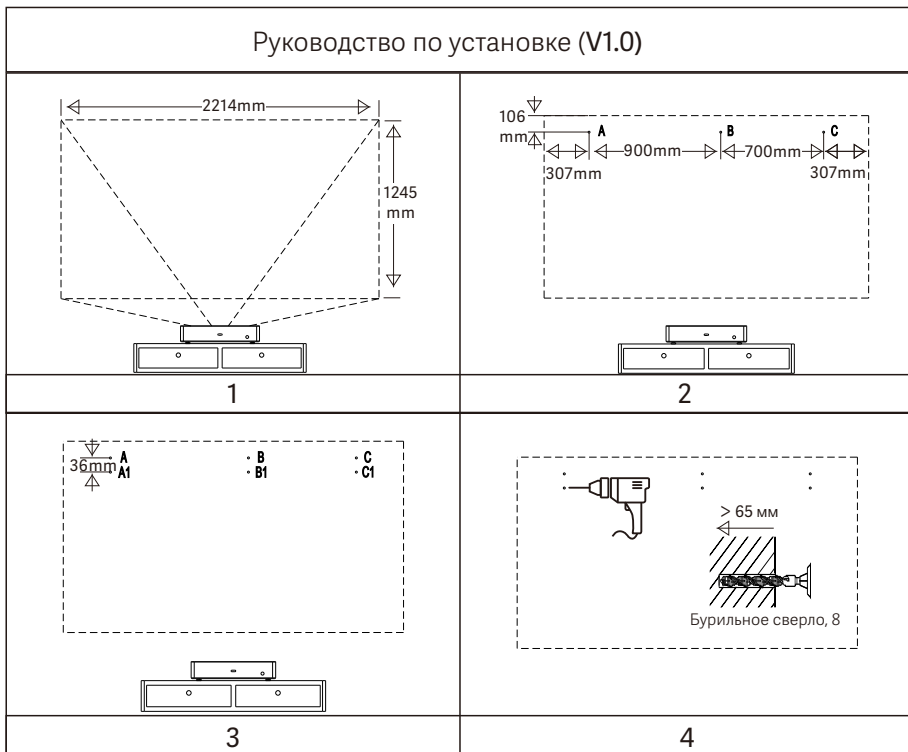 Руководство по установке (V1.0)
2214mm
1245
mm
1
106
mm
A
B
C
900mm
700mm
307mm
307mm
2
36mm
A
B
C
A1
B1
C1
3
> 65 мм
Бурильное сверло, 8
4